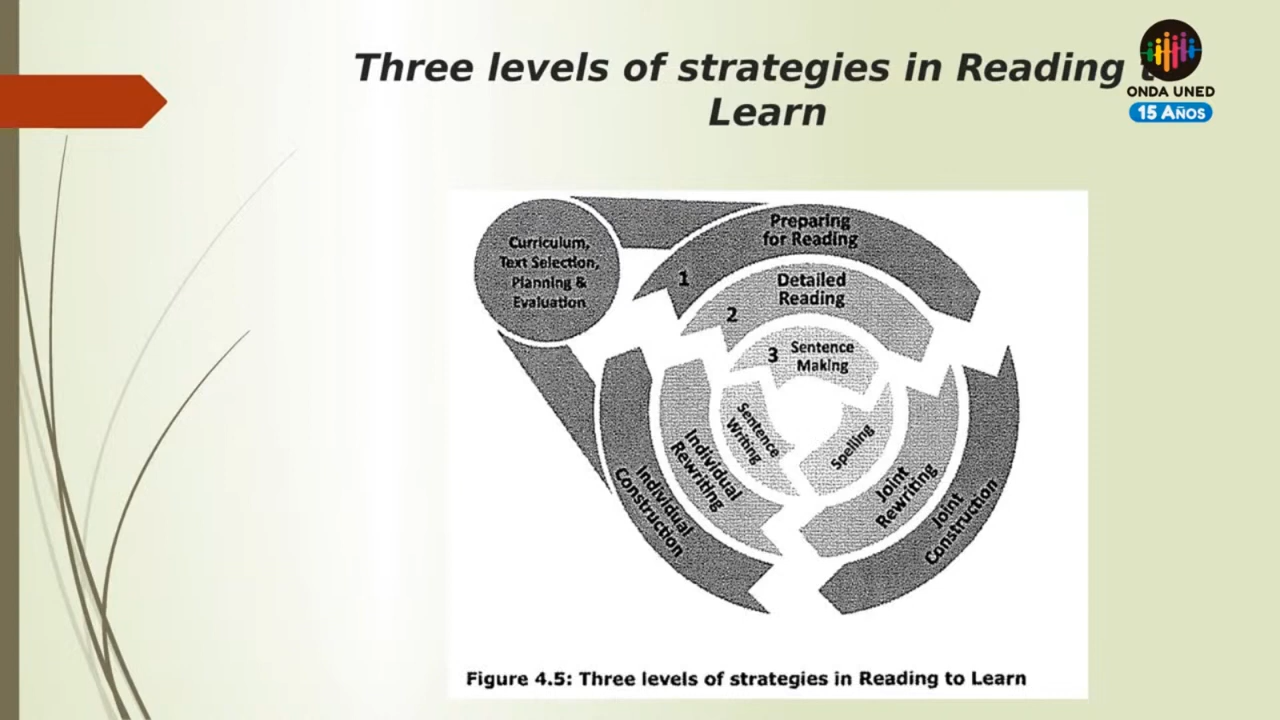 Three levels of strategies in Reading
Learn
ONDA UNED
15 AÑOS
Curriculum,
Text Selection,
Planning &
Evaluation
1
Preparing
for Reading
2
Detailed
Reading
3
Sentence
Making
Sentence
Writing
Spelling
Individual
Rewriting
Joint
Rewriting
Individual
Construction
Joint
Construction
Figure 4.5: Three levels of strategies in Reading to Learn